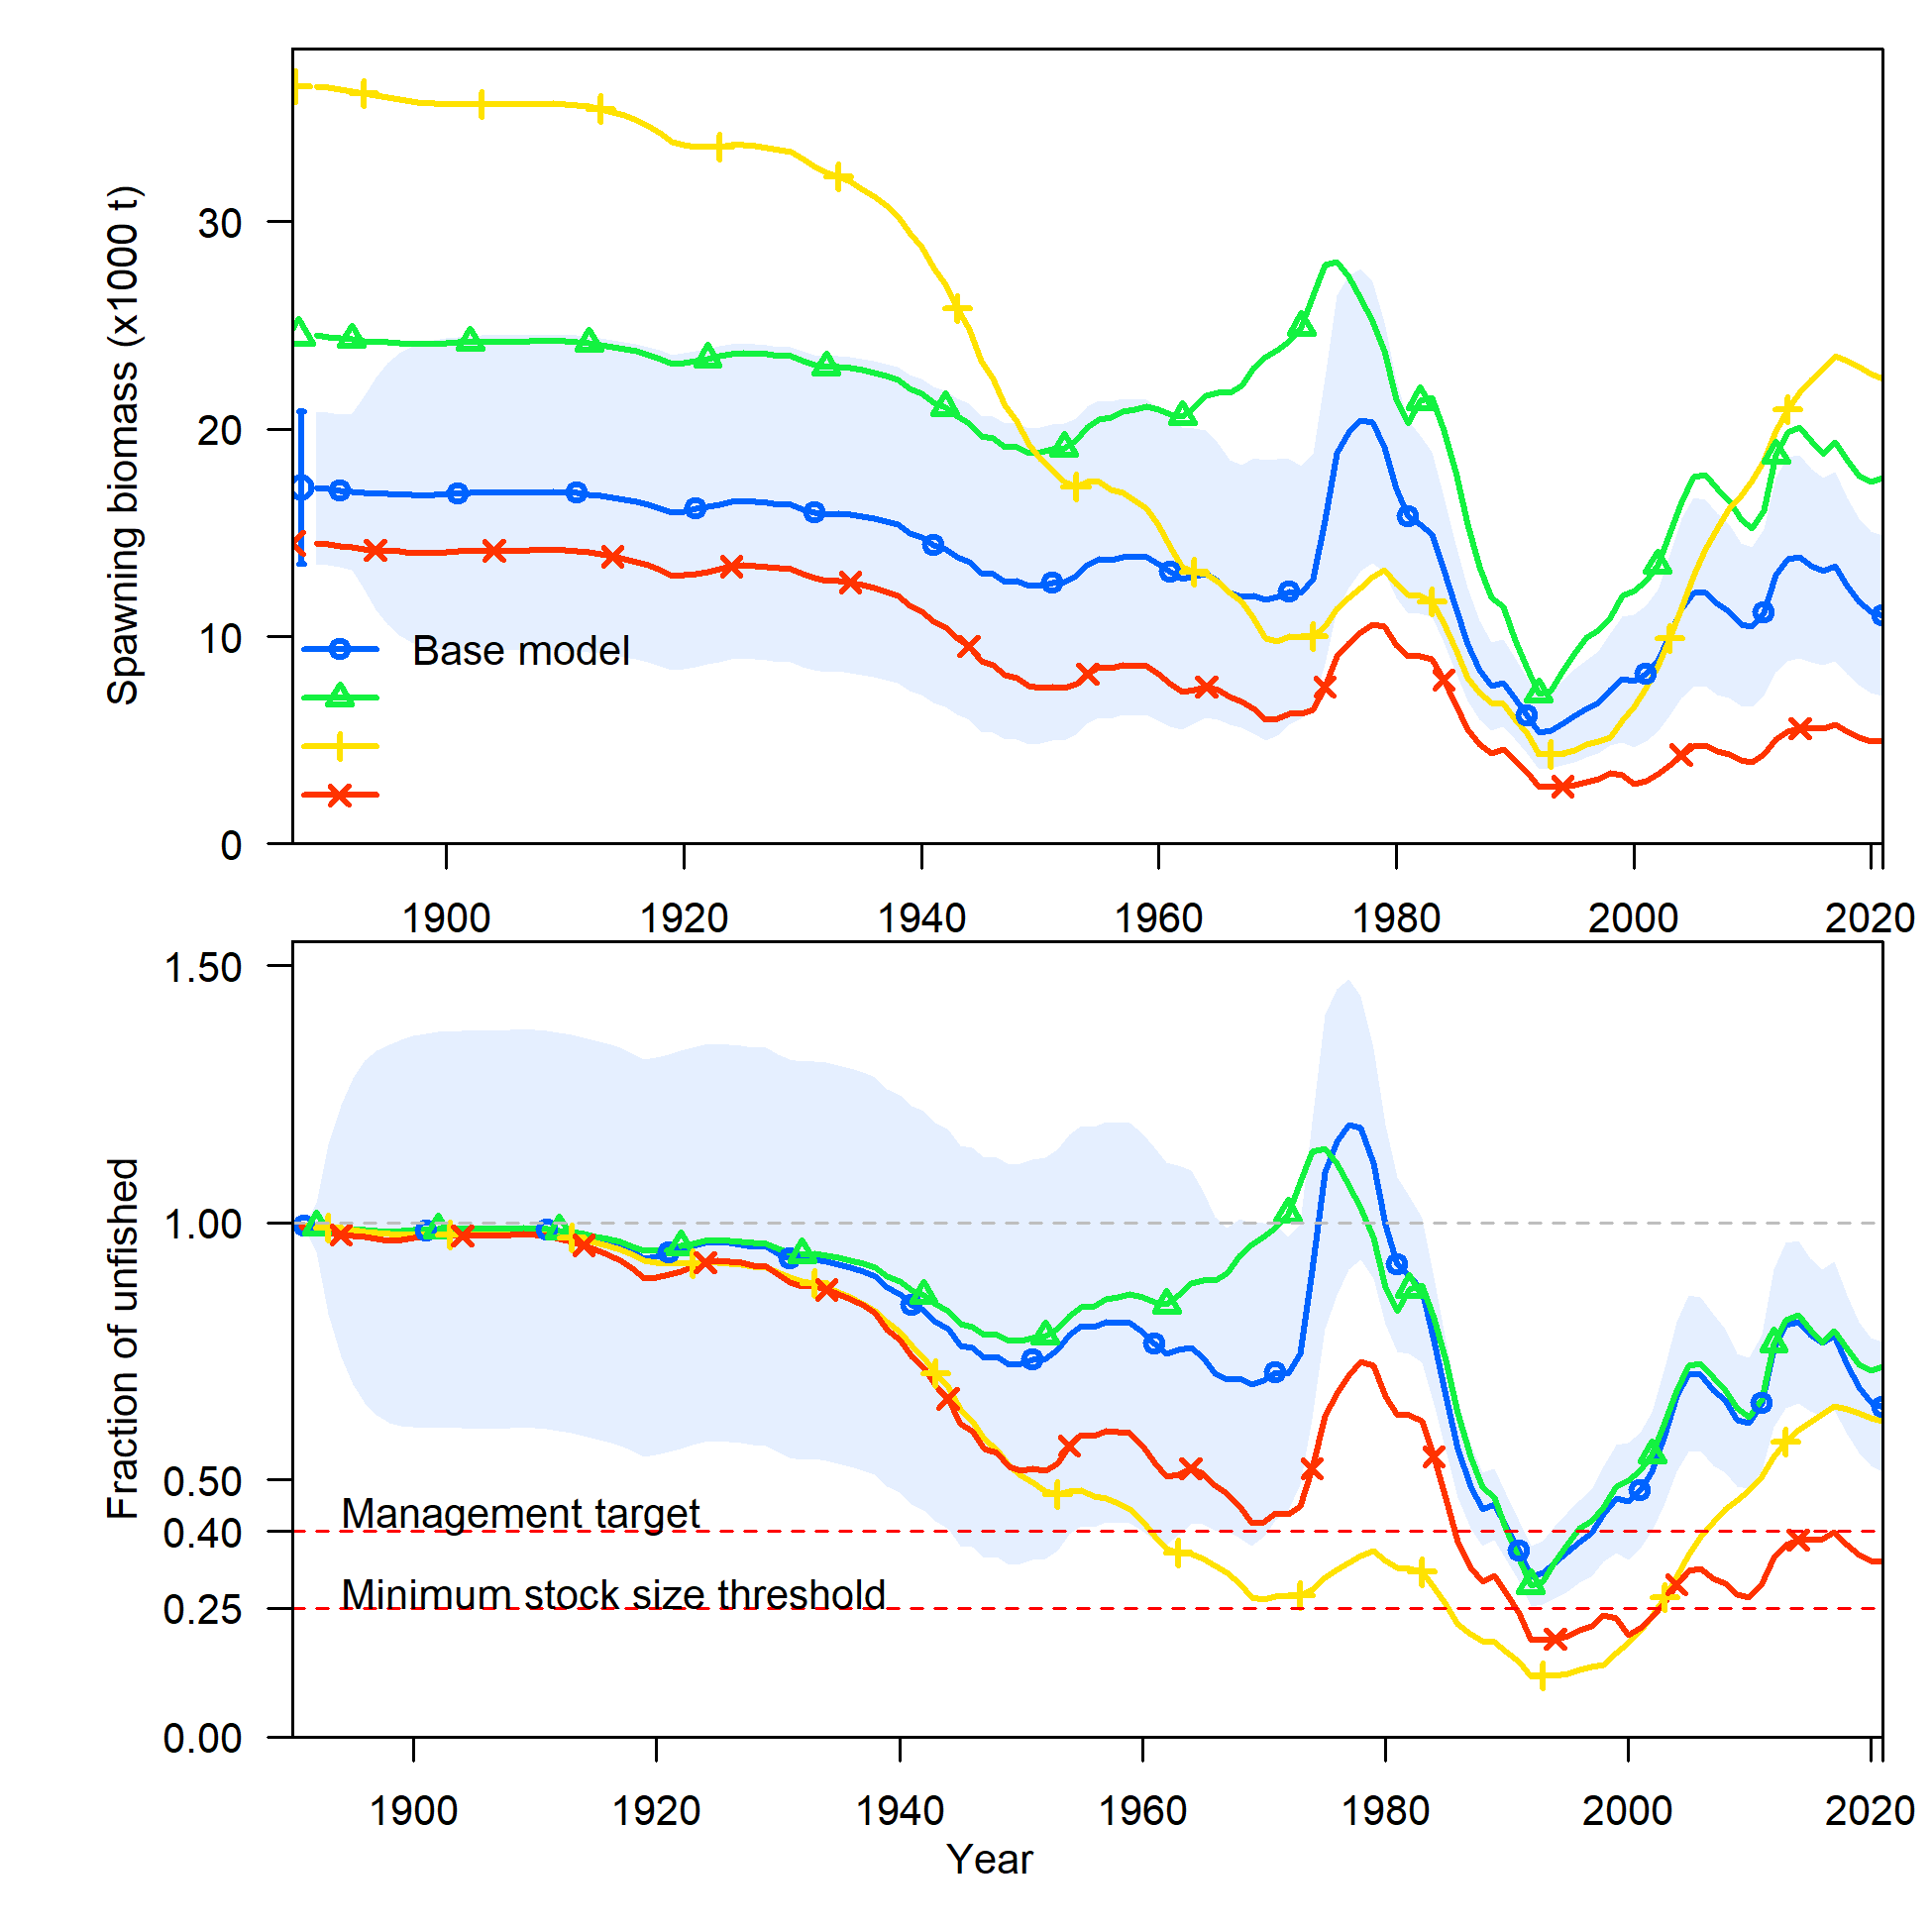 Spawning biomass (x1000 t)
30
20
10
0
Base model
1900 1920 1940 1960 1980 2000 2020
Fraction of unfished
1.50
1.00
0.50
0.40
0.25
0.00
Management target
Minimum stock size threshold
1900 1920 1940 1960 1980 2000 2020
Year